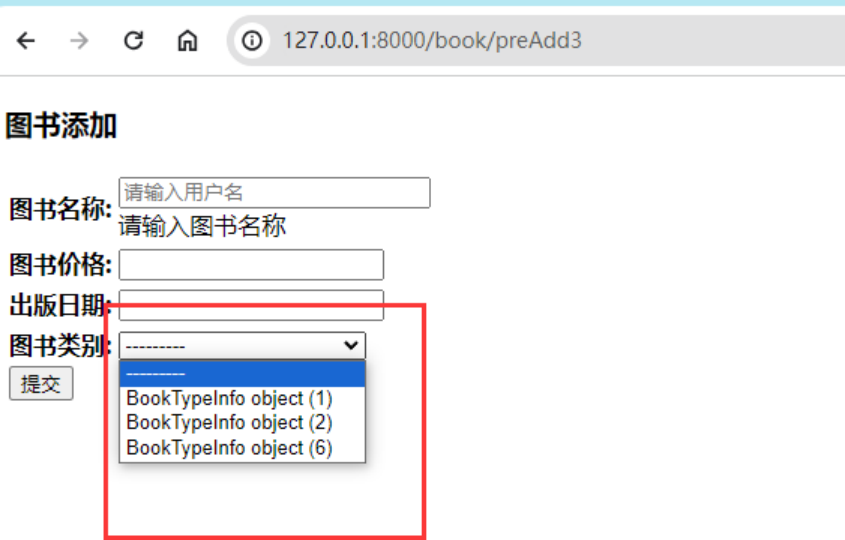 127.0.0.1:8000/book/preAdd3
图书添加
图书名称: 请输入用户名
请输入图书名称
图书价格:
出版日期:
图书类别: ---------
---------
提交
BookTypeInfo object (1)
BookTypeInfo object (2)
BookTypeInfo object (6)